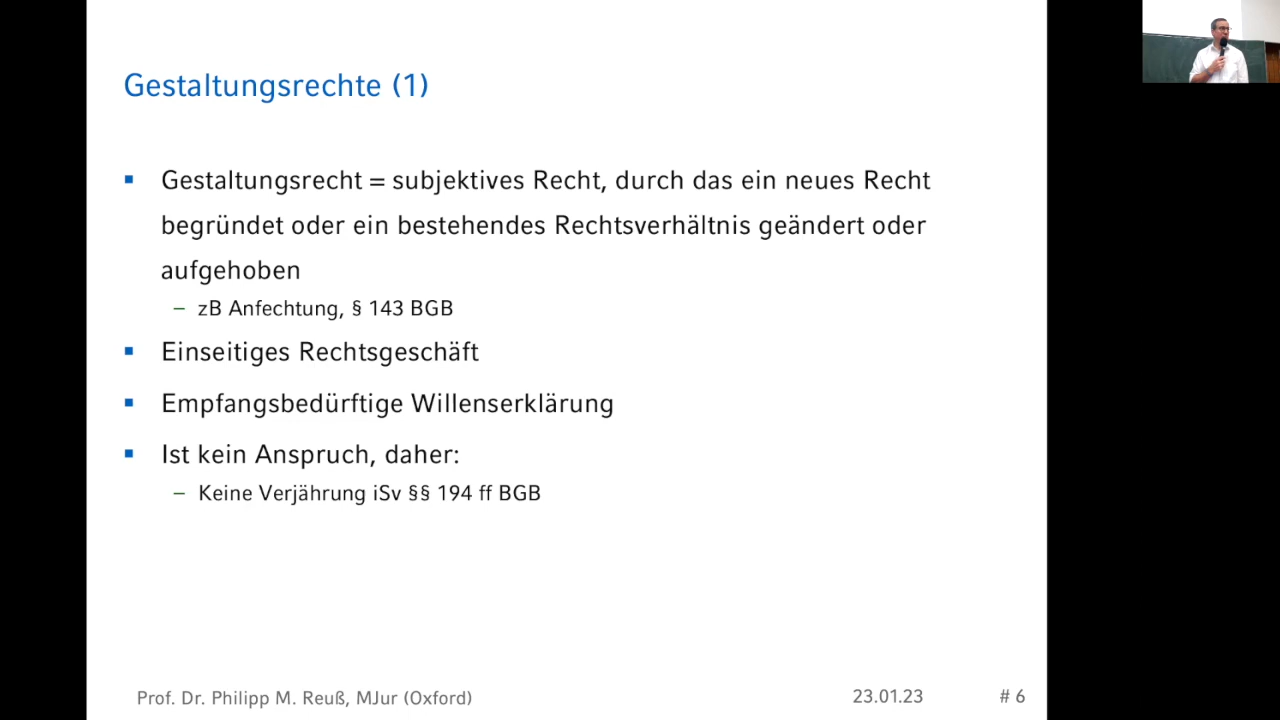 Gestaltungsrechte (1)
Gestaltungsrecht = subjektives Recht, durch das ein neues Recht
begründet oder ein bestehendes Rechtsverhältnis geändert oder
aufgehoben
– zB Anfechtung, § 143 BGB
Einseitiges Rechtsgeschäft
Empfangsbedürftige Willenserklärung
Ist kein Anspruch, daher:
– Keine Verjährung iSv §§ 194 ff BGB
Prof. Dr. Philipp M. Reuß, MJur (Oxford) 23.01.23 # 6